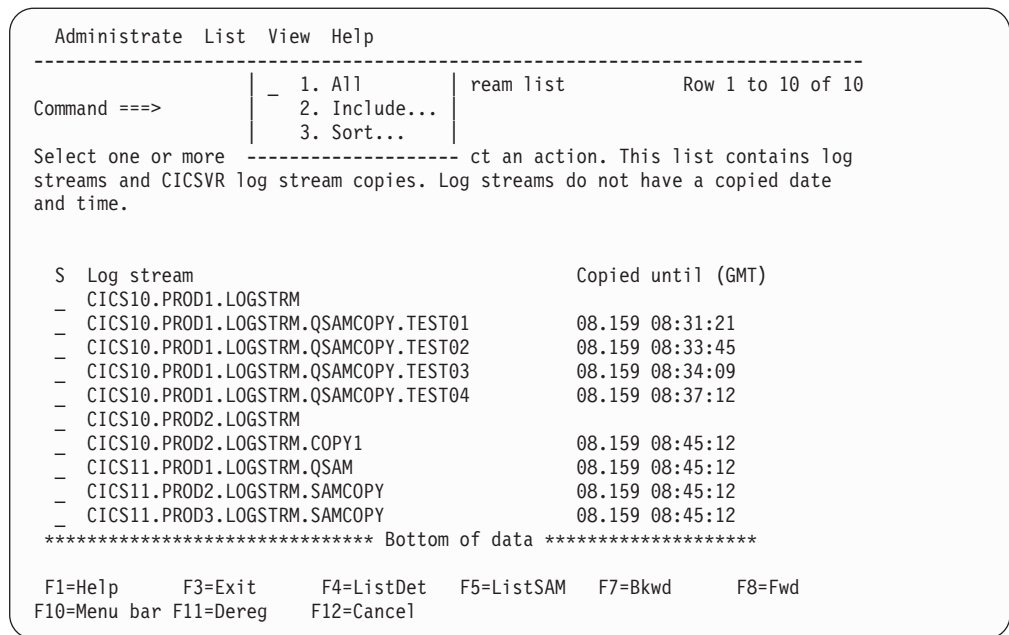 Administrate List View Help
--------------------------------------------------------------------------------
| _ 1. All | ream list Row 1 to 10 of 10
Command ===> | 2. Include... |
| 3. Sort... |
Select one or more -------------------- ct an action. This list contains log
streams and CICSVR log stream copies. Log streams do not have a copied date
and time.
S Log stream Copied until (GMT)
_ CICS10.PROD1.LOGSTRM
_ CICS10.PROD1.LOGSTRM.QSAMCOPY.TEST01 08.159 08:31:21
_ CICS10.PROD1.LOGSTRM.QSAMCOPY.TEST02 08.159 08:33:45
_ CICS10.PROD1.LOGSTRM.QSAMCOPY.TEST03 08.159 08:34:09
_ CICS10.PROD1.LOGSTRM.QSAMCOPY.TEST04 08.159 08:37:12
_ CICS10.PROD2.LOGSTRM
_ CICS10.PROD2.LOGSTRM.COPY1 08.159 08:45:12
_ CICS11.PROD1.LOGSTRM.QSAM 08.159 08:45:12
_ CICS11.PROD2.LOGSTRM.SAMCOPY 08.159 08:45:12
_ CICS11.PROD3.LOGSTRM.SAMCOPY 08.159 08:45:12
******************************* Bottom of data ********************
F1=Help F3=Exit F4=ListDet F5=ListSAM F7=Bkwd F8=Fwd
F10=Menu bar F11=Dereg F12=Cancel